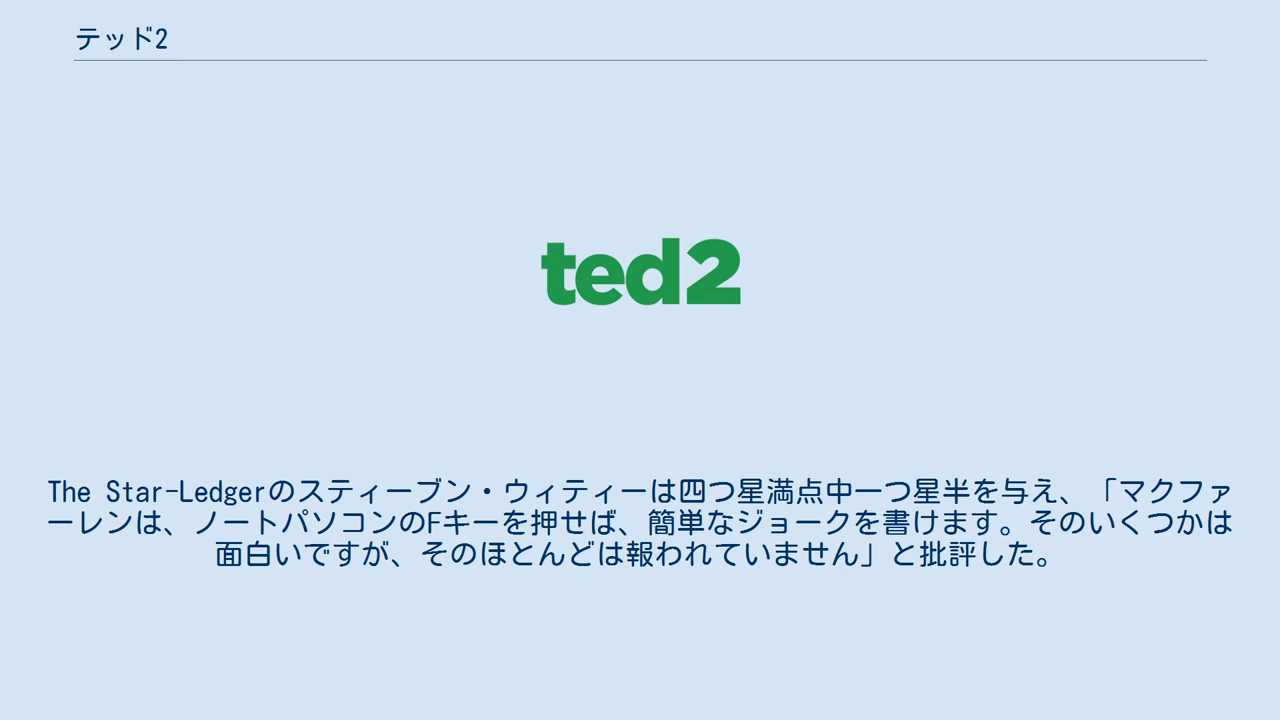 テッド2
ted2
The Star-Ledgerのスティーブン・ウィティーは四つ星満点中一つ星半を与え、「マクファ
ーレンは、ノートパソコンのFキーを押せば、簡単なジョークを書けます。そのいくつかは
面白いですが、そのほとんどは報われていません」と批評した。